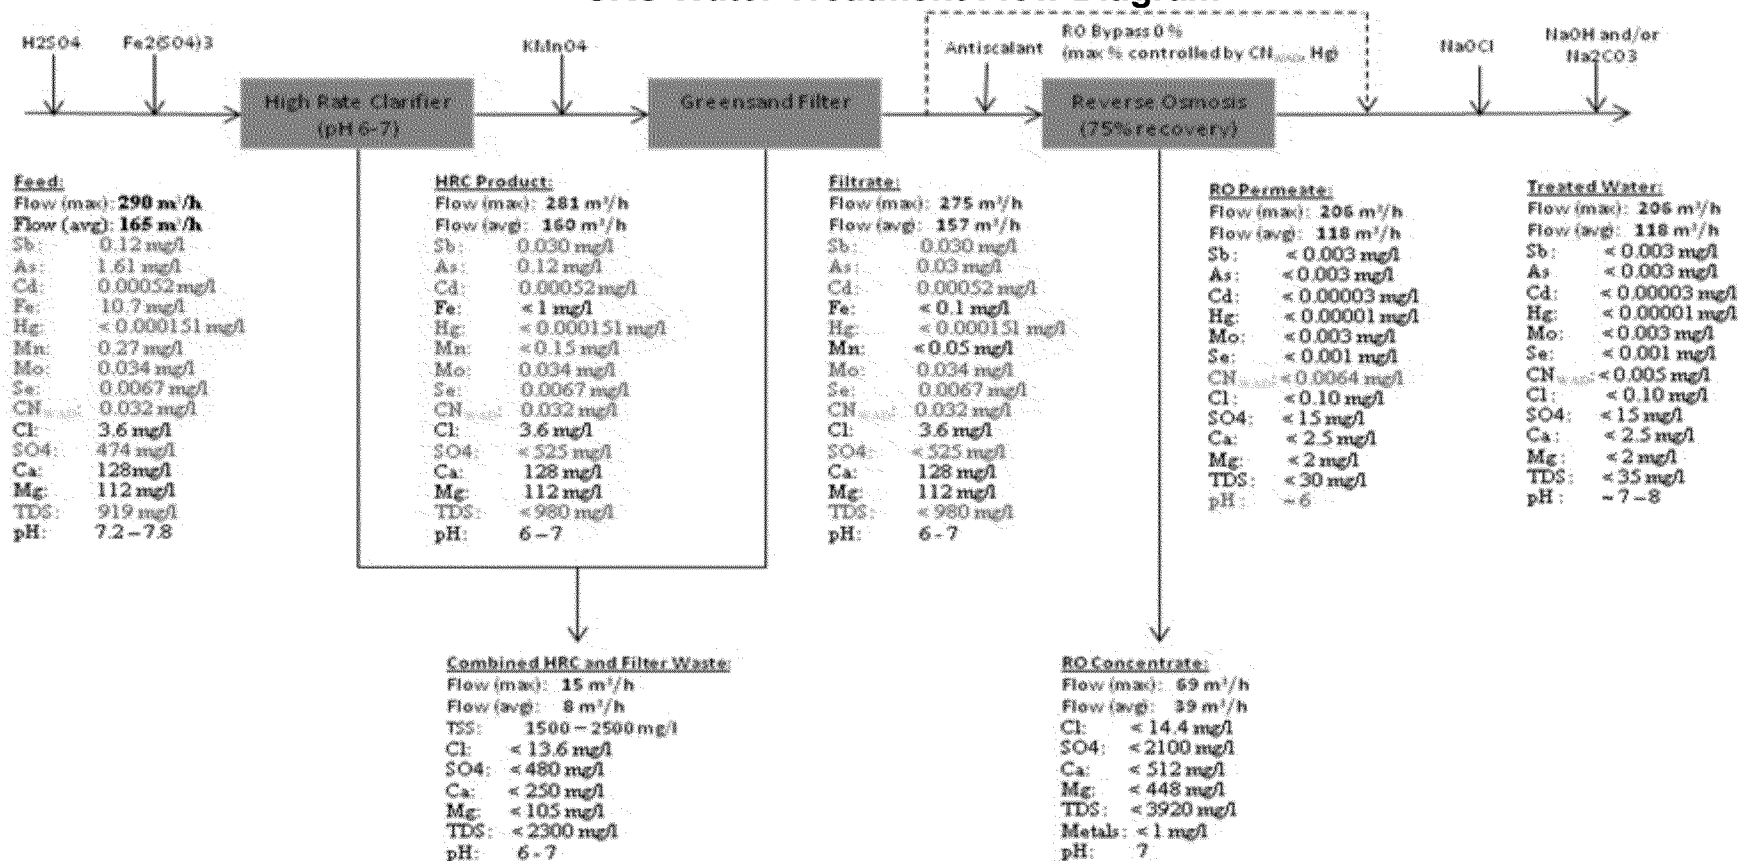 H2SO4
Fe2(SO4)3
KMnO4
Antiscalant
RO Bypass 0 %
(max % controlled by CN Hg)
NaOCl
NaOH and/or
Na2CO3
High Rate Clarifier
(pH 6-7)
Greensand Filter
Reverse Osmosis
(75% recovery)
Feed:
Flow (max): 290 m³/h
Flow (avg): 165 m³/h
Sb: 0.12 mg/l
As: 1.61 mg/l
Cd: 0.00052 mg/l
Fe: 10.7 mg/l
Hg: < 0.000151 mg/l
Mn: 0.27 mg/l
Mo: 0.034 mg/l
Se: 0.0067 mg/l
CN 0.032 mg/l
Cl: 3.6 mg/l
SO4: 474 mg/l
Ca: 128mg/l
Mg: 112 mg/l
TDS: 919 mg/l
pH: 7.2 – 7.8
HRC Product:
Flow (max): 281 m³/h
Flow (avg): 160 m³/h
Sb: 0.030 mg/l
As: 0.12 mg/l
Cd: 0.00052 mg/l
Fe: < 1 mg/l
Hg: < 0.000151 mg/l
Mn: < 0.15 mg/l
Mo: 0.034 mg/l
Se: 0.0067 mg/l
CN 0.032 mg/l
Cl: 3.6 mg/l
SO4: < 525 mg/l
Ca: 128 mg/l
Mg: 112 mg/l
TDS: < 980 mg/l
pH: 6 – 7
Filtrate:
Flow (max): 275 m³/h
Flow (avg): 157 m³/h
Sb: 0.030 mg/l
As: 0.03 mg/l
Cd: 0.00052 mg/l
Fe: < 0.1 mg/l
Hg: < 0.000151 mg/l
Mn: < 0.05 mg/l
Mo: 0.034 mg/l
Se: 0.0067 mg/l
CN 0.032 mg/l
Cl: 3.6 mg/l
SO4: < 525 mg/l
Ca: 128 mg/l
Mg: 112 mg/l
TDS: < 980 mg/l
pH: 6 - 7
RO Permeate:
Flow (max): 206 m³/h
Flow (avg): 118 m³/h
Sb: < 0.003 mg/l
As: < 0.003 mg/l
Cd: < 0.00003 mg/l
Hg: < 0.00001 mg/l
Mo: < 0.003 mg/l
Se: < 0.001 mg/l
CN < 0.0064 mg/l
Cl: < 0.10 mg/l
SO4: < 15 mg/l
Ca: < 2.5 mg/l
Mg: < 2 mg/l
TDS: < 30 mg/l
pH: ~ 6
Treated Water:
Flow (max): 206 m³/h
Flow (avg): 118 m³/h
Sb: < 0.003 mg/l
As < 0.003 mg/l
Cd: < 0.00003 mg/l
Hg: < 0.00001 mg/l
Mo: < 0.003 mg/l
Se: < 0.001 mg/l
CN < 0.005 mg/l
Cl: < 0.10 mg/l
SO4: < 15 mg/l
Ca: < 2.5 mg/l
Mg: < 2 mg/l
TDS: < 35 mg/l
pH: ~ 7 – 8
Combined HRC and Filter Waste:
Flow (max): 15 m³/h
Flow (avg): 8 m³/h
TSS: 1500 – 2500 mg/l
Cl: < 13.6 mg/l
SO4: < 480 mg/l
Ca: < 250 mg/l
Mg: < 105 mg/l
TDS: < 2300 mg/l
pH: 6 - 7
RO Concentrate:
Flow (max): 69 m³/h
Flow (avg): 39 m³/h
Cl: < 14.4 mg/l
SO4: < 2100 mg/l
Ca: < 512 mg/l
Mg: < 448 mg/l
TDS: < 3920 mg/l
Metals: < 1 mg/l
pH: 7